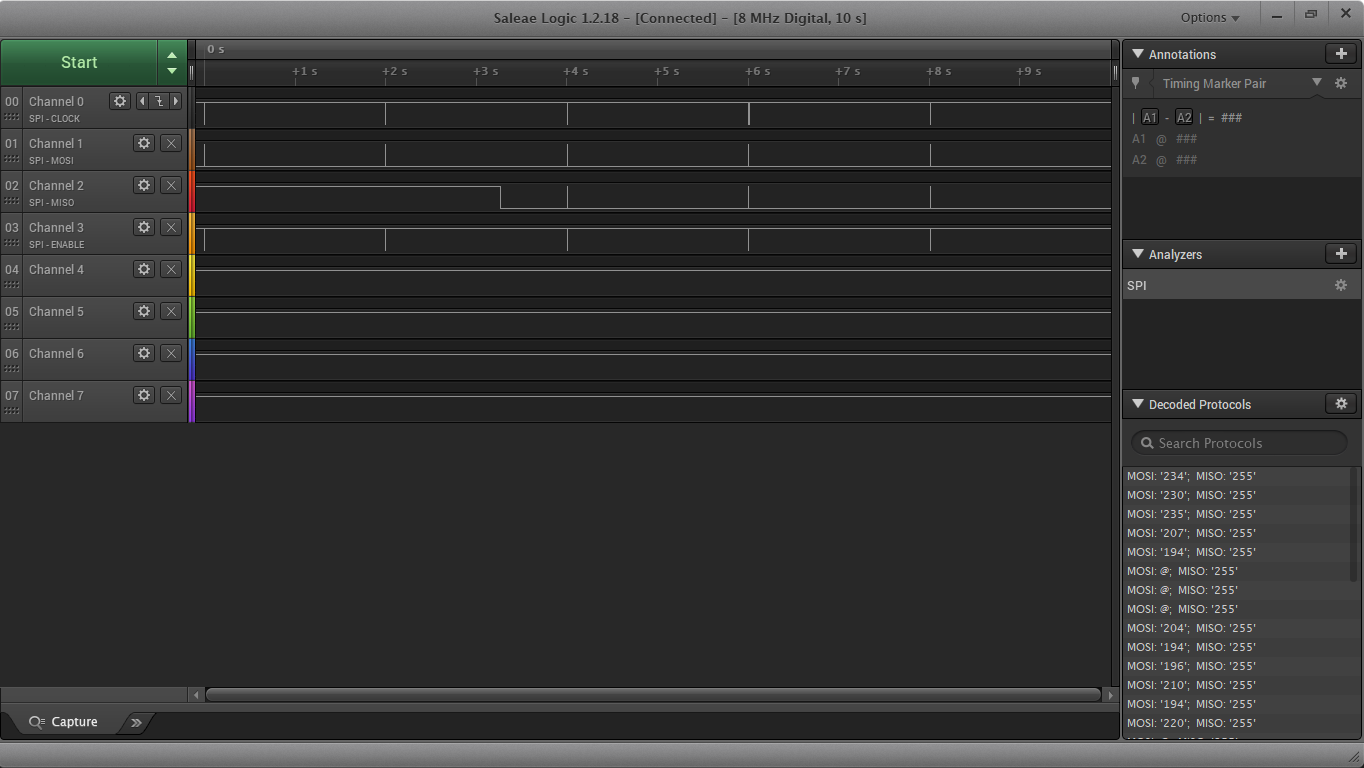 Saleae Logic 1.2.18 - [Connected] - [8 MHz Digital, 10 s]
Options
Start
0 s
+1 s +2 s +3 s +4 s +5 s +6 s +7 s +8 s +9 s
00 Channel 0
SPI - CLOCK
01 Channel 1
SPI - MOSI
02 Channel 2
SPI - MISO
03 Channel 3
SPI - ENABLE
04 Channel 4
05 Channel 5
06 Channel 6
07 Channel 7
Capture
Annotations
Timing Marker Pair
| A1 - A2 | = ###
A1 @ ###
A2 @ ###
Analyzers
SPI
Decoded Protocols
Search Protocols
MOSI: '234'; MISO: '255'
MOSI: '230'; MISO: '255'
MOSI: '235'; MISO: '255'
MOSI: '207'; MISO: '255'
MOSI: '194'; MISO: '255'
MOSI: @; MISO: '255'
MOSI: @; MISO: '255'
MOSI: @; MISO: '255'
MOSI: '204'; MISO: '255'
MOSI: '194'; MISO: '255'
MOSI: '196'; MISO: '255'
MOSI: '210'; MISO: '255'
MOSI: '194'; MISO: '255'
MOSI: '220'; MISO: '255'